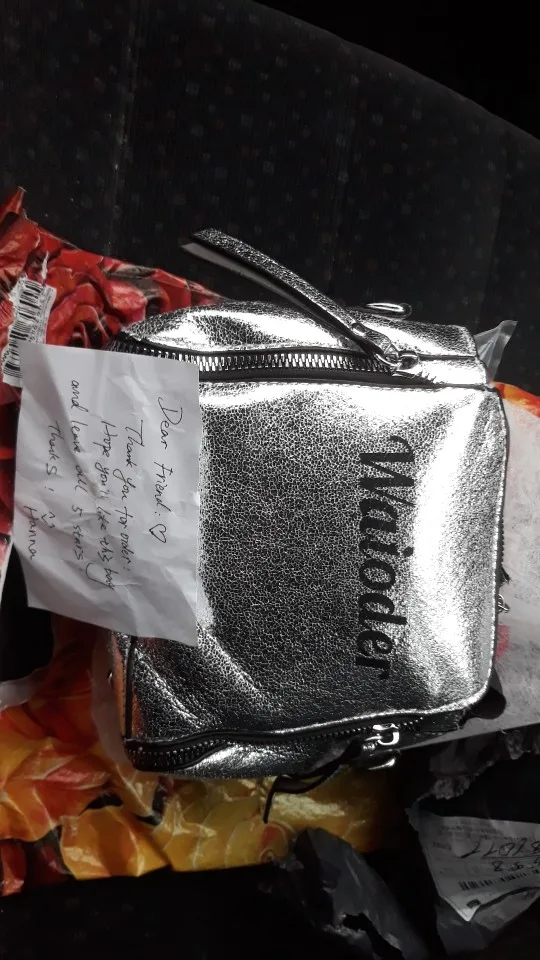 Dear Friend: ♡
Thank you for order!
Hope you'll like this bag
and leave all 5 stars!
Thanks! :)
Hanna
Waioder